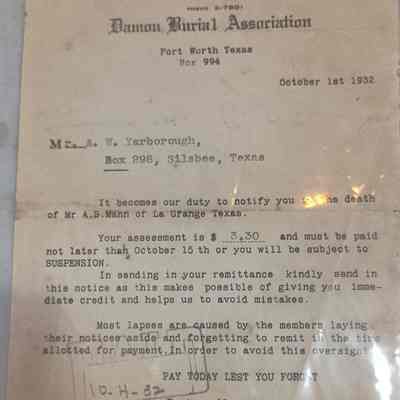 PHONE 2-7801
Damon Burial Association
Fort Worth Texas
Box 994
October 1st 1932
Mr. A. W. Yarborough,
Box 298, Silsbee, Texas
It becomes our duty to notify you the death
of Mr A.S.Mann of La Grange Texas.
Your assessment is $ 3.30 and must be paid
not later than October 15th or you will be subject to
SUSPENSION.
In sending in your remittance kindly send in
this notice as this makes possible of giving you imme-
diate credit and helps us to avoid mistakes.
Most lapses are caused by the members laying
their notices aside and forgetting to remit in the time
allotted for payment.In order to avoid this oversight
PAY TODAY LEST YOU FORGET
10-4-32